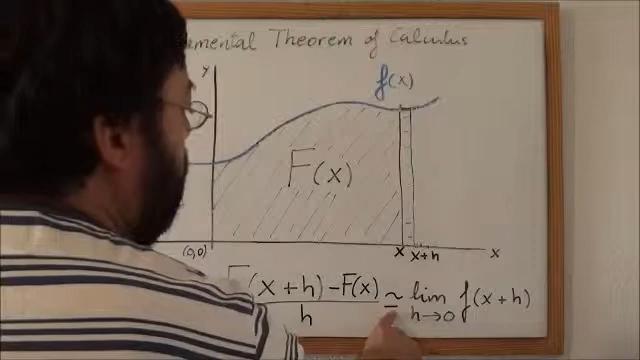 Theorem of Calculus
y
f(x)
F(x)
(0,0)
x x+h
x
F(x+h) - F(x) ≃ lim f(x+h)
h h→0